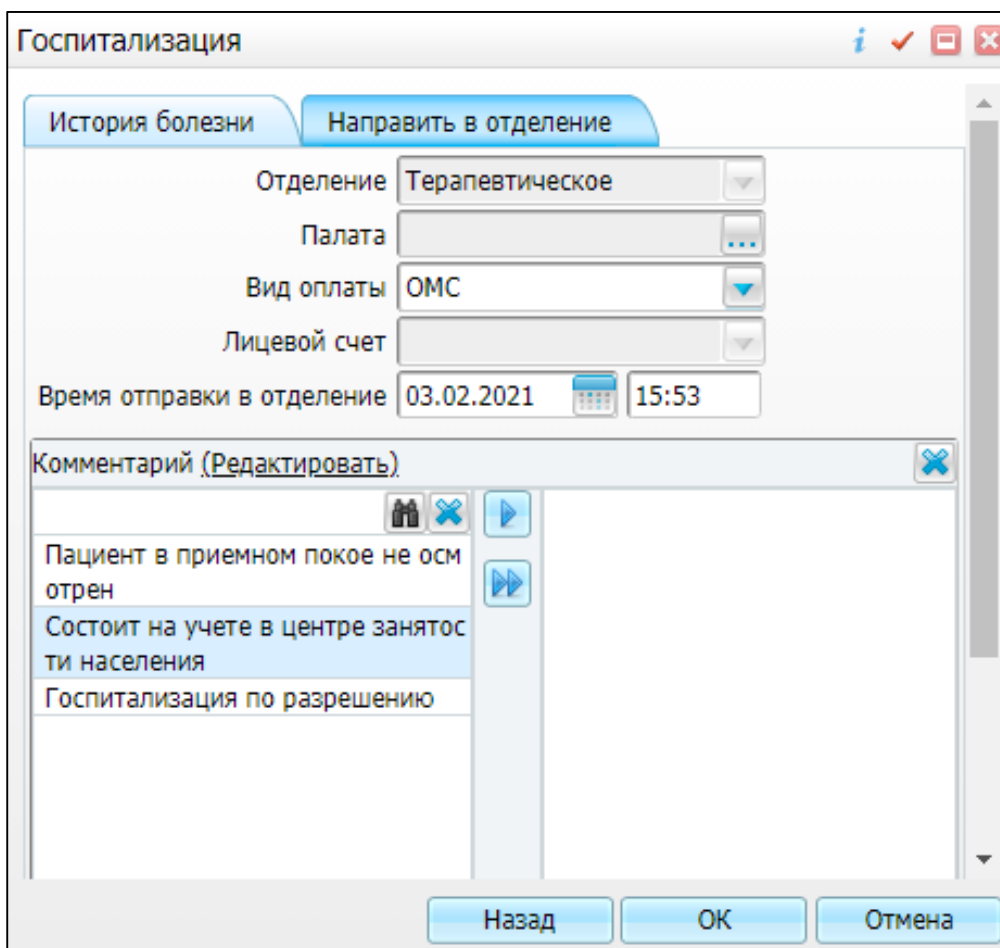 Госпитализация
История болезни
Направить в отделение
Отделение Терапевтическое
Палата ...
Вид оплаты ОМС
Лицевой счет
Время отправки в отделение 03.02.2021 15:53
Комментарий (Редактировать)
Пациент в приемном покое не осм
отрен
Состоит на учете в центре занятос
ти населения
Госпитализация по разрешению
Назад ОК Отмена